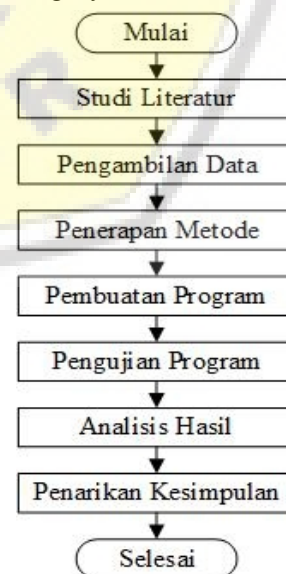 Mulai
Studi Literatur
Pengambilan Data
Penerapan Metode
Pembuatan Program
Pengujian Program
Analisis Hasil
Penarikan Kesimpulan
Selesai